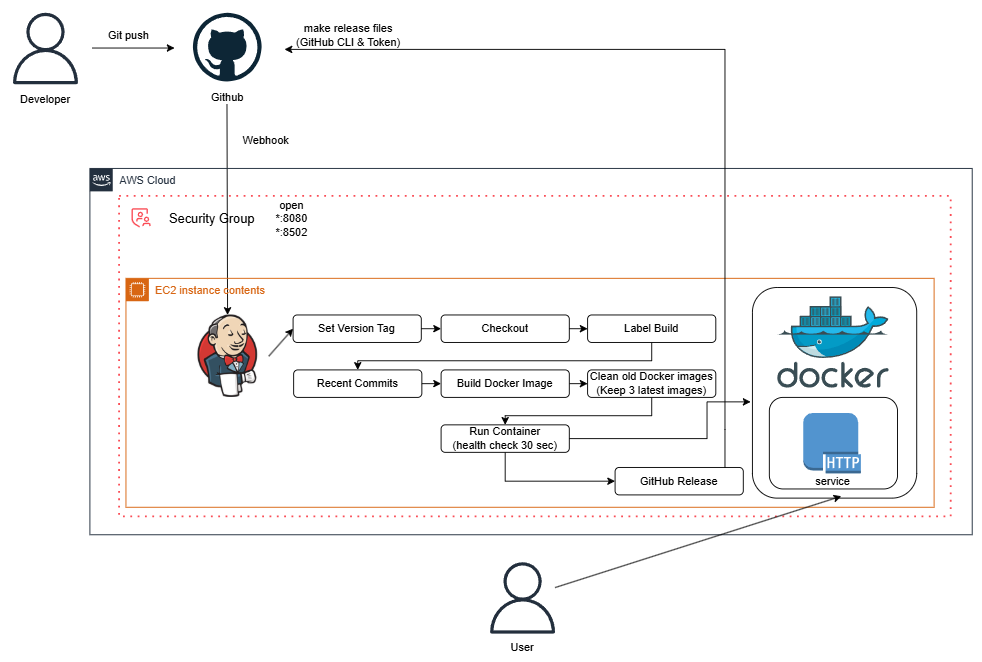 Git push
make release files
(GitHub CLI & Token)
Developer
Github
Webhook
aws
AWS Cloud
Security Group
open
*:8080
*:8502
EC2 instance contents
Set Version Tag
Checkout
Label Build
Recent Commits
Build Docker Image
Clean old Docker images
(Keep 3 latest images)
docker
Run Container
(health check 30 sec)
HTTP
service
GitHub Release
User